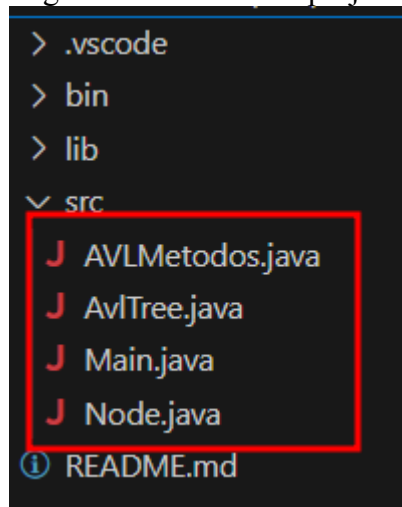 .vscode
bin
lib
src
J AVLMetodos.java
J AvlTree.java
J Main.java
J Node.java
README.md